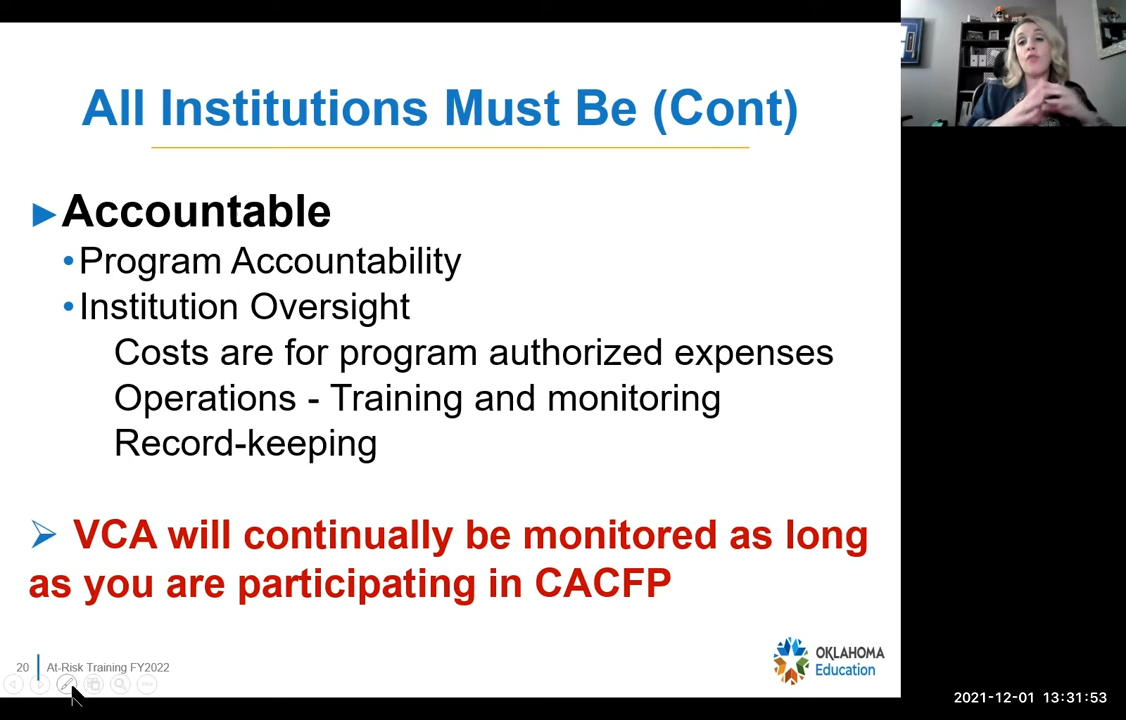 All Institutions Must Be (Cont)
►Accountable
•Program Accountability
•Institution Oversight
Costs are for program authorized expenses
Operations - Training and monitoring
Record-keeping
➢ VCA will continually be monitored as long
as you are participating in CACFP
20
At-Risk Training FY2022
OKLAHOMA
Education
2021-12-01 13:31:53